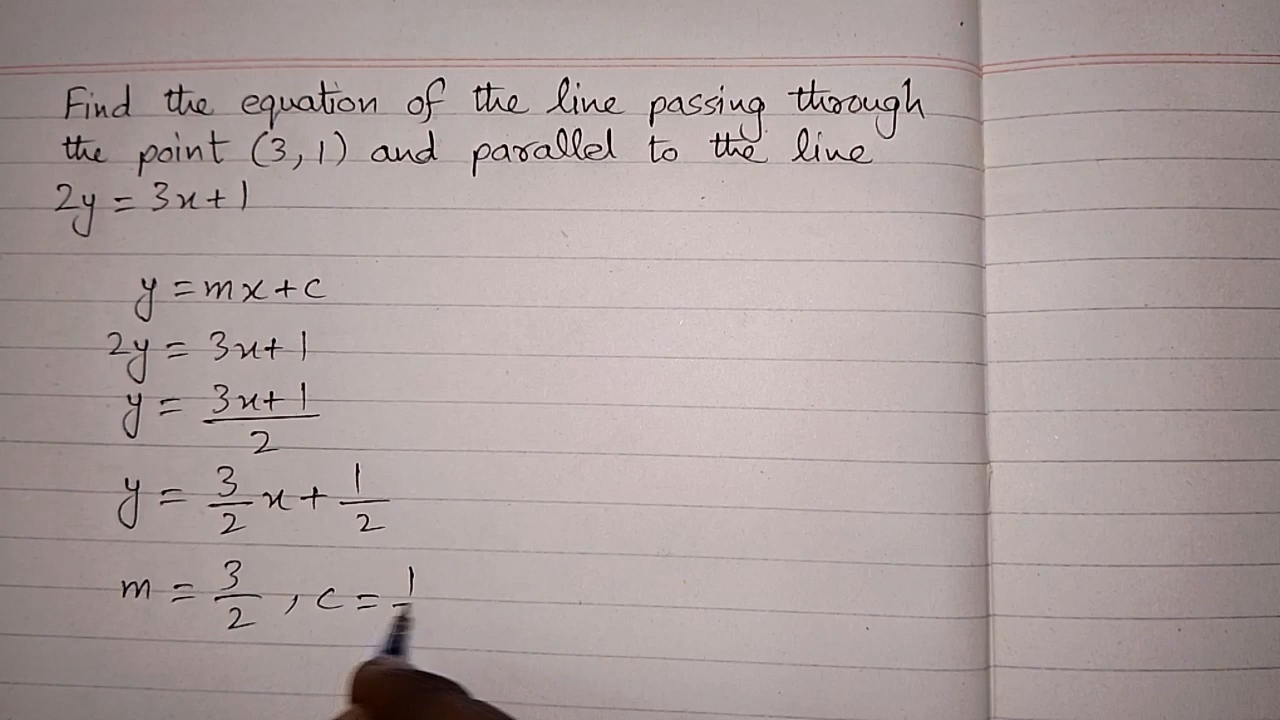 Find the equation of the line passing through
the point (3, 1) and parallel to the line
2y = 3x + 1
y = mx + c
2y = 3x + 1
y = (3x + 1)/2
y = 3/2 x + 1/2
m = 3/2 , c = 1